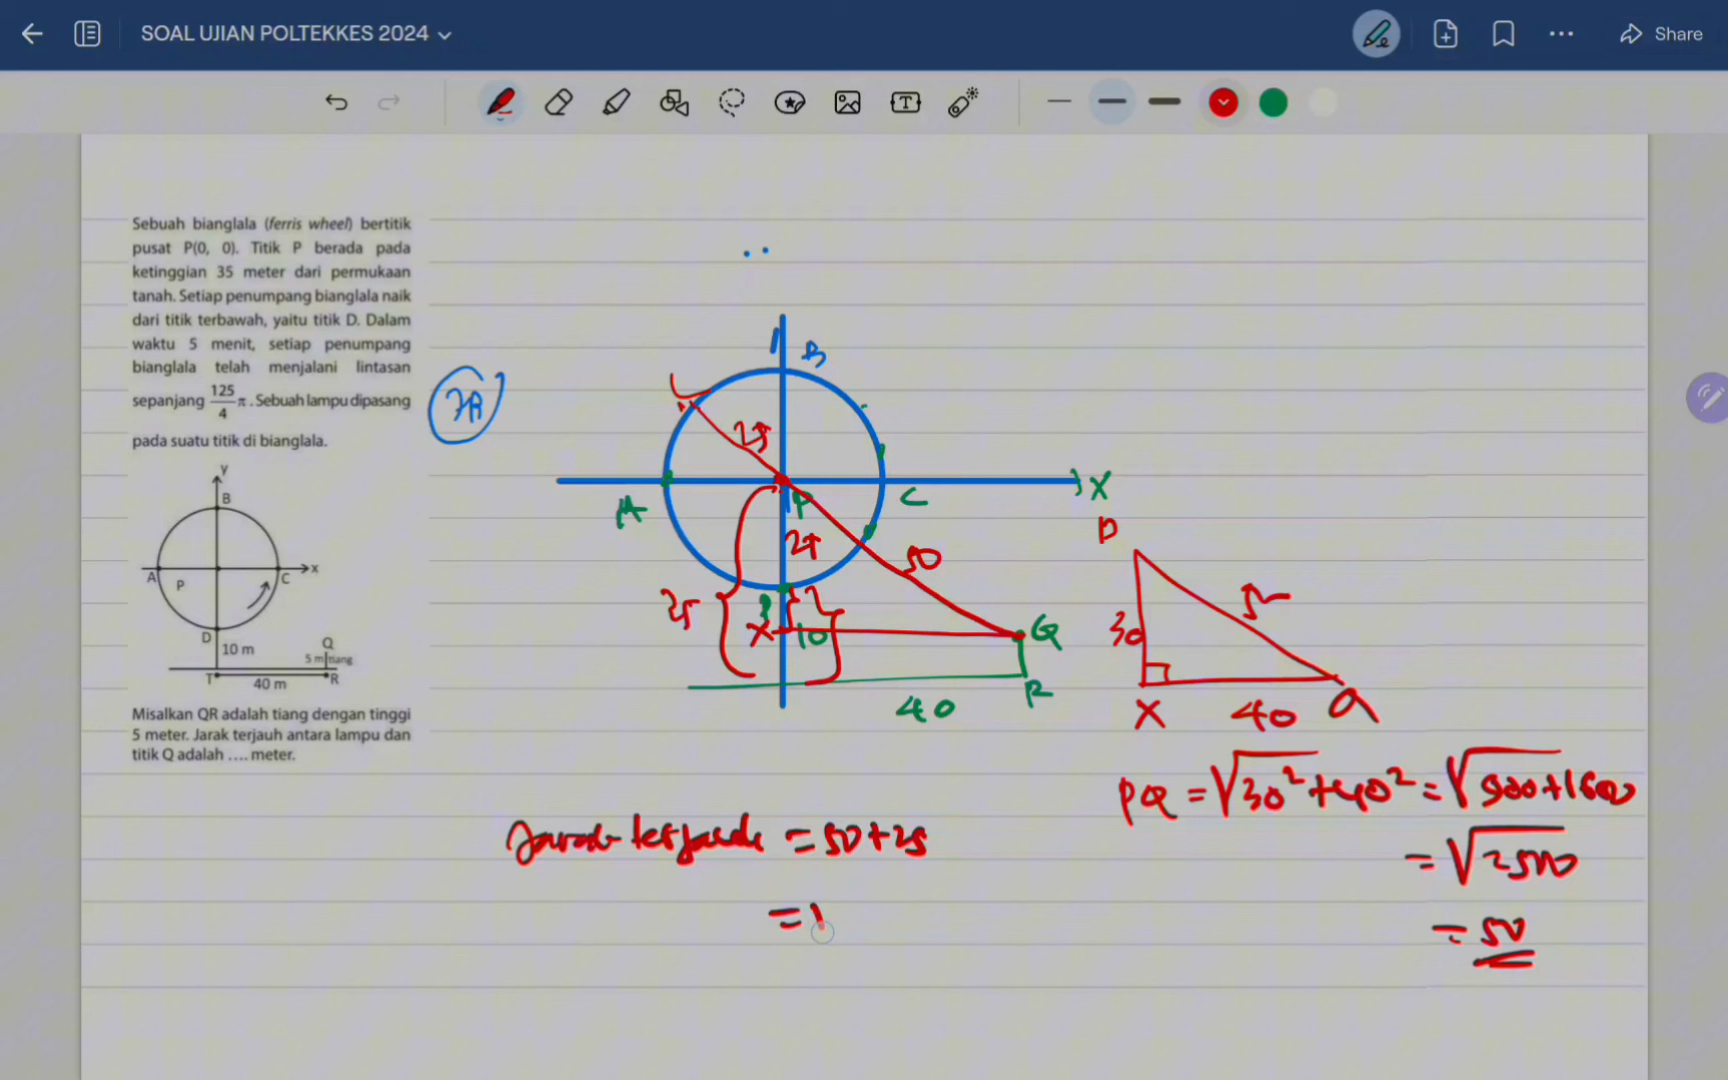 SOAL UJIAN POLTEKKES 2024
Share
Sebuah bianglala (ferris wheel) bertitik
pusat P(0, 0). Titik P berada pada
ketinggian 35 meter dari permukaan
tanah. Setiap penumpang bianglala naik
dari titik terbawah, yaitu titik D. Dalam
waktu 5 menit, setiap penumpang
bianglala telah menjalani lintasan
sepanjang 125/4 π. Sebuah lampu dipasang
pada suatu titik di bianglala.
y
B
A
P
C
x
D
10 m
Q
5 m tiang
T
40 m
R
Misalkan QR adalah tiang dengan tinggi
5 meter. Jarak terjauh antara lampu dan
titik Q adalah .... meter.
B
25
A
P
C
X
25
50
35
X
10
Q
40
R
P
30
X
40
Q
PQ = √30² + 40² = √900 + 1600
= √2500
= 50
Jarak terjauh = 50 + 25
=